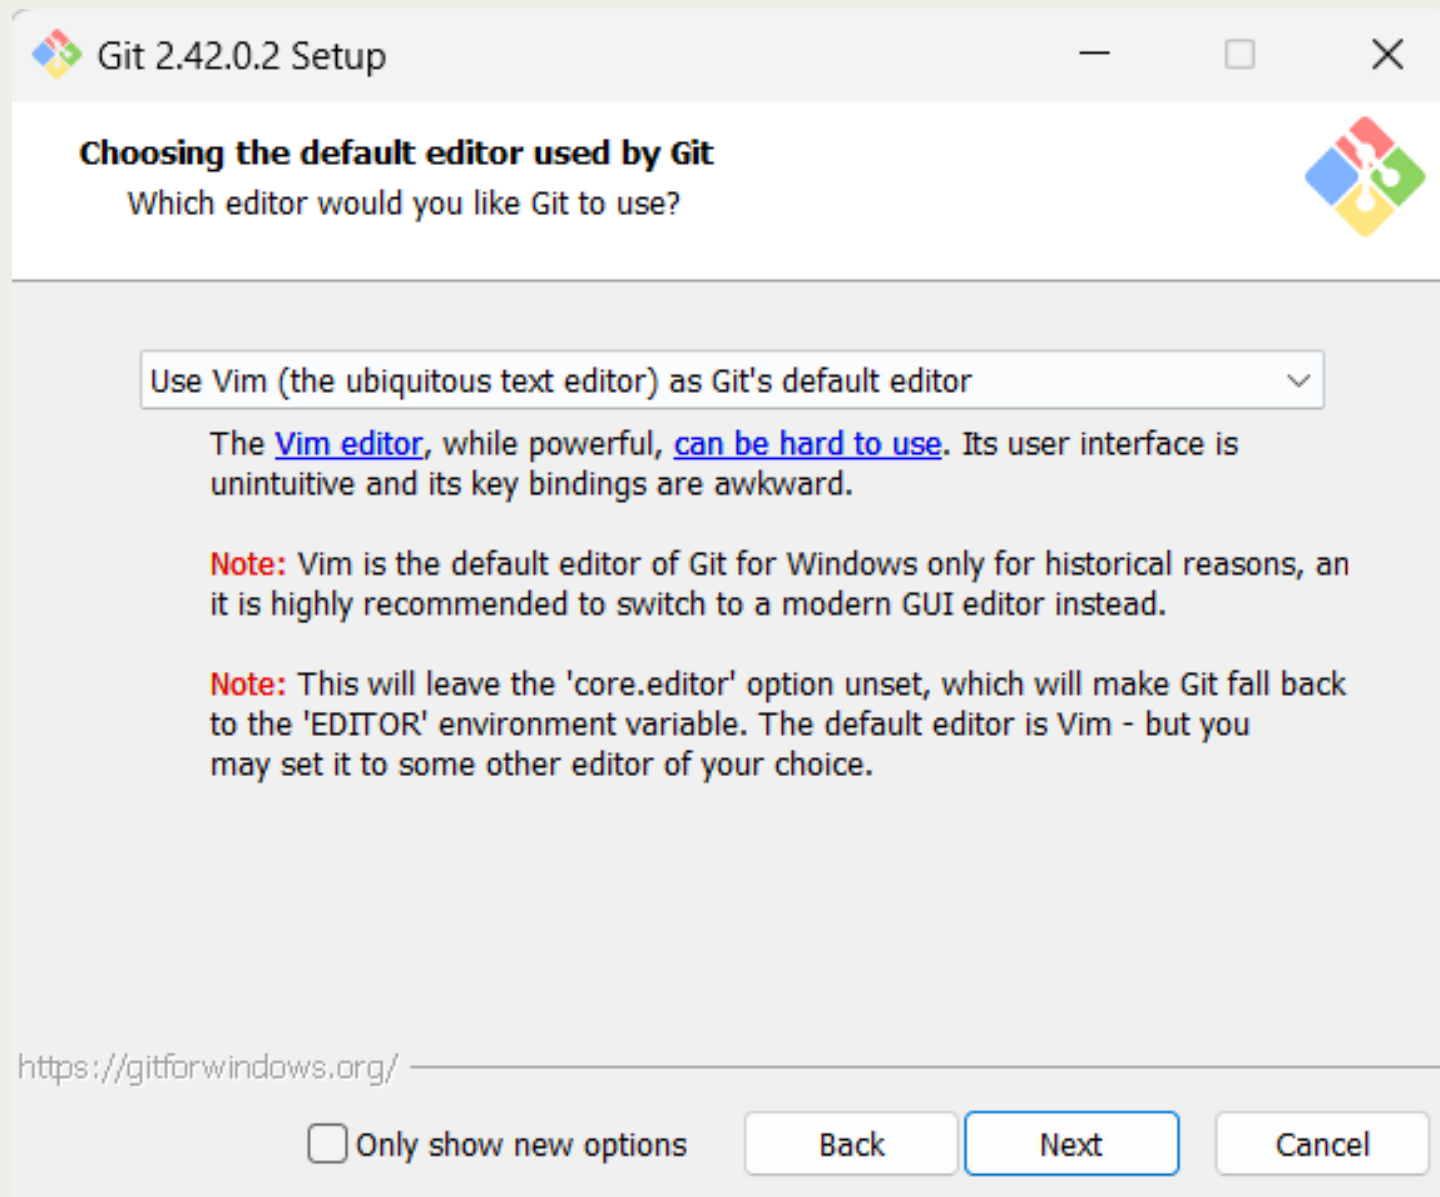 Git 2.42.0.2 Setup
Choosing the default editor used by Git
Which editor would you like Git to use?
Use Vim (the ubiquitous text editor) as Git's default editor
The Vim editor, while powerful, can be hard to use. Its user interface is
unintuitive and its key bindings are awkward.
Note: Vim is the default editor of Git for Windows only for historical reasons, an
it is highly recommended to switch to a modern GUI editor instead.
Note: This will leave the 'core.editor' option unset, which will make Git fall back
to the 'EDITOR' environment variable. The default editor is Vim - but you
may set it to some other editor of your choice.
https://gitforwindows.org/
Only show new options Back Next Cancel